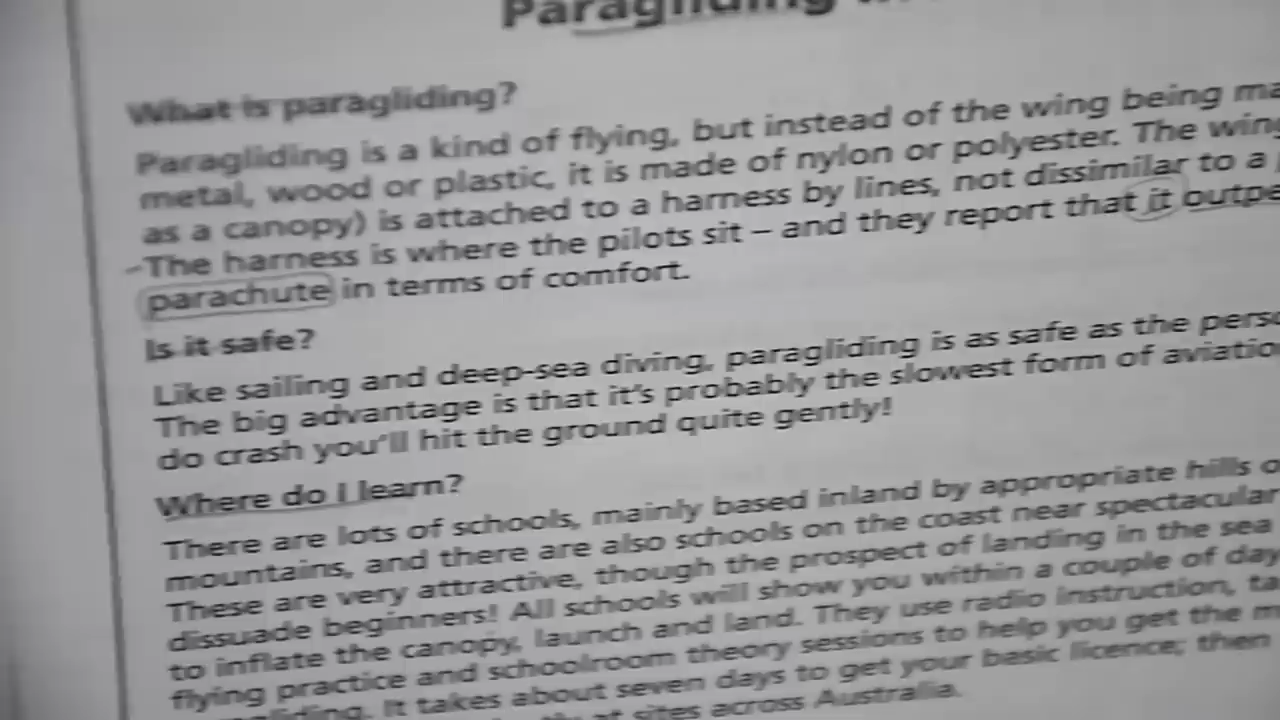 Paragliding
What is paragliding?
Paragliding is a kind of flying, but instead of the wing being
metal, wood or plastic, it is made of nylon or polyester. The wing
as a canopy) is attached to a harness by lines, not dissimilar to a
The harness is where the pilots sit – and they report that it
parachute in terms of comfort.
Is it safe?
Like sailing and deep-sea diving, paragliding is as safe as the
The big advantage is that it's probably the slowest form of
do crash you'll hit the ground quite gently!
Where do I learn?
There are lots of schools, mainly based inland by appropriate hills
mountains, and there are also schools on the coast near spectacular
These are very attractive, though the prospect of landing in the sea
dissuade beginners! All schools will show you within a couple of
to inflate the canopy, launch and land. They use radio instruction,
flying practice and schoolroom theory sessions to help you get the
It takes about seven days to get your basic licence; then
at sites across Australia.